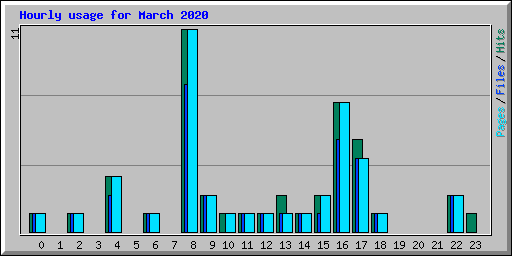 Hourly usage for March 2020
11
Pages/Files/Hits
0 1 2 3 4 5 6 7 8 9 10 11 12 13 14 15 16 17 18 19 20 21 22 23